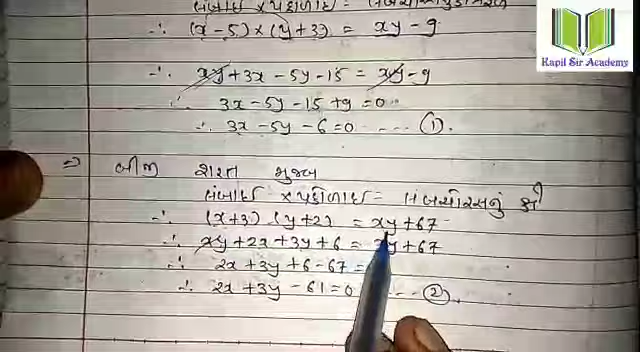 લંબાઈ × પહોળાઈ =
∴ (x-5) × (y+3) = xy-9
∴ xy+3x-5y-15 = xy-9
∴ 3x-5y-15+9=0
∴ 3x-5y-6=0 ---- ①.
⇒ બીજી શરત મુજબ
લંબાઈ × પહોળાઈ = લંબચોરસનું ક્ષે
∴ (x+3) (y+2) = xy+67
∴ xy+2x+3y+6 = xy+67
∴ 2x+3y+6-67=
∴ 2x+3y-61=0 ---- ②.
Kapil Sir Academy